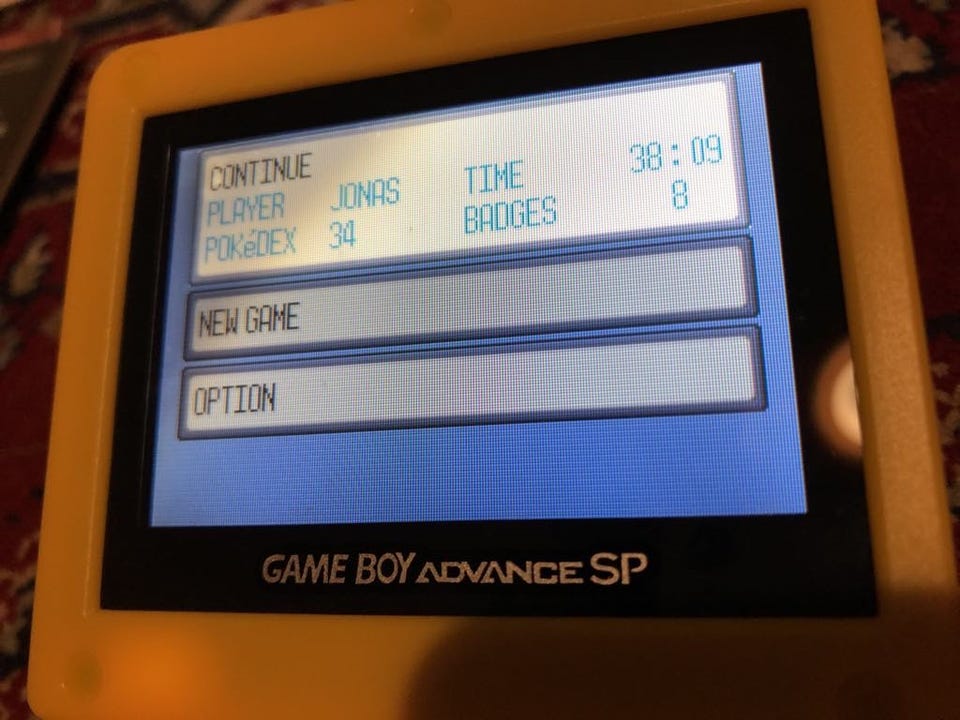 CONTINUE
PLAYER JONAS TIME 38:09
POKéDEX 34 BADGES 8
NEW GAME
OPTION
GAME BOY ADVANCE SP